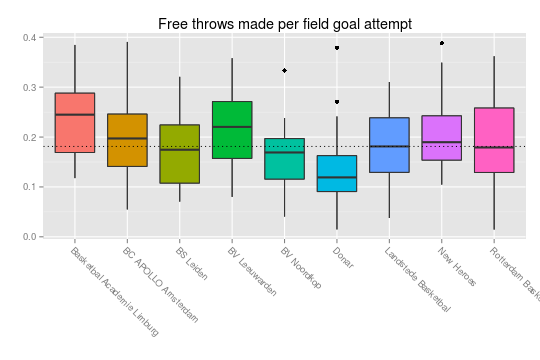 Free throws made per field goal attempt
0.4
0.3
0.2
0.1
0.0
Basketbal Academie Limburg
BC APOLLO Amsterdam
BS Leiden
BV Leeuwarden
BV Noordkop
Donar
Landstede Basketbal
New Heroes
Rotterdam Bask